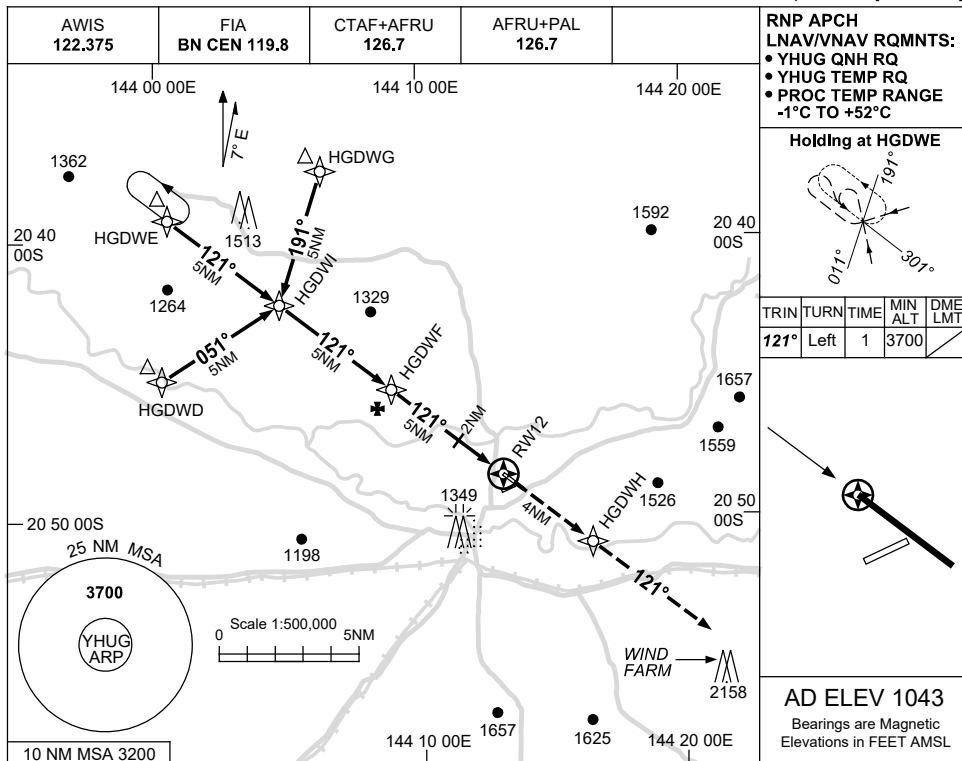 AWIS
122.375
FIA
BN CEN 119.8
CTAF+AFRU
126.7
AFRU+PAL
126.7
RNP APCH
LNAV/VNAV RQMNTS:
• YHUG QNH RQ
• YHUG TEMP RQ
• PROC TEMP RANGE
-1°C TO +52°C
144 00 00E
144 10 00E
144 20 00E
7° E
1362
HGDWG
HGDWE
1513
191°
5NM
1592
20 40
00S
20 40
00S
121°
5NM
HGDWI
1264
1329
051°
5NM
121°
5NM
HGDWF
HGDWD
121°
5NM
2NM
RW12
1657
1559
1349
4NM
HGDWH
1526
20 50
00S
20 50 00S
1198
121°
25 NM MSA
3700
YHUG
ARP
Scale 1:500,000
0
5NM
WIND
FARM
2158
1657
1625
10 NM MSA 3200
144 10 00E
144 20 00E
Holding at HGDWE
191°
011°
301°
TRIN
TURN
TIME
MIN
ALT
DME
LMT
121°
Left
1
3700
AD ELEV 1043
Bearings are Magnetic
Elevations in FEET AMSL